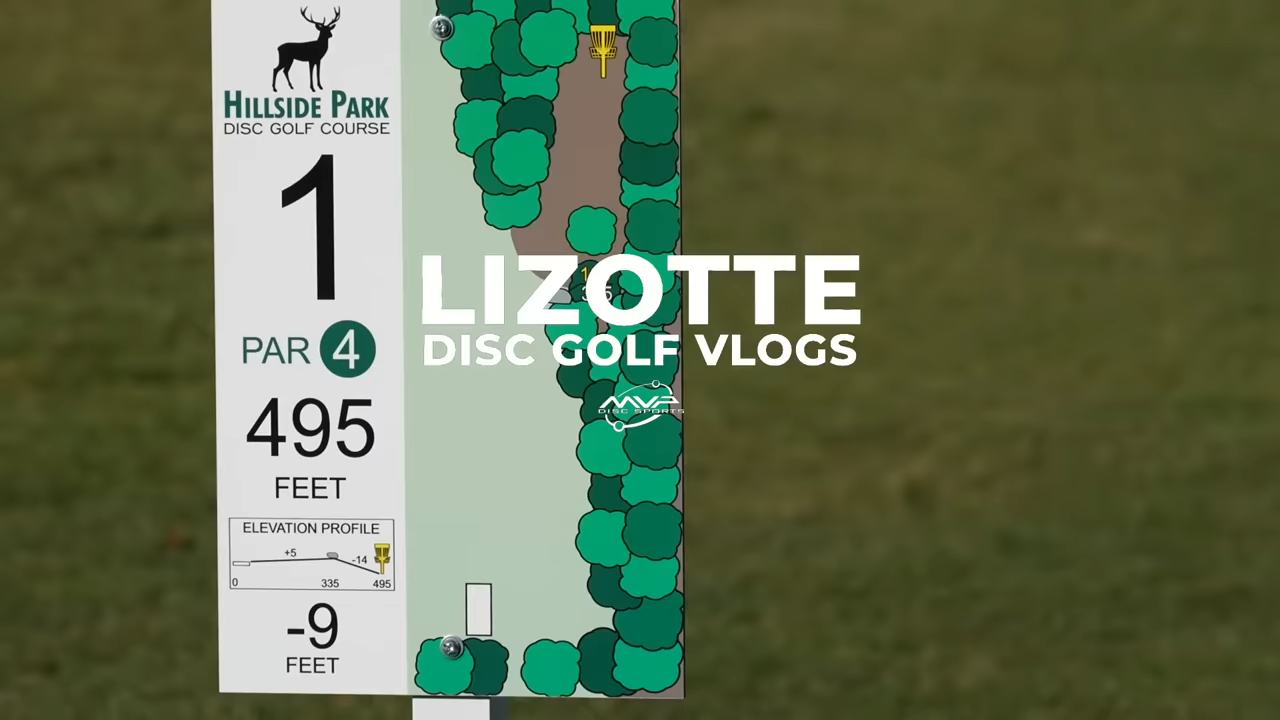 HILLSIDE PARK
DISC GOLF COURSE
1
PAR 4
495
FEET
ELEVATION PROFILE
+5
-14
0 335 495
-9
FEET
LIZOTTE
DISC GOLF VLOGS
MVP
DISC SPORTS